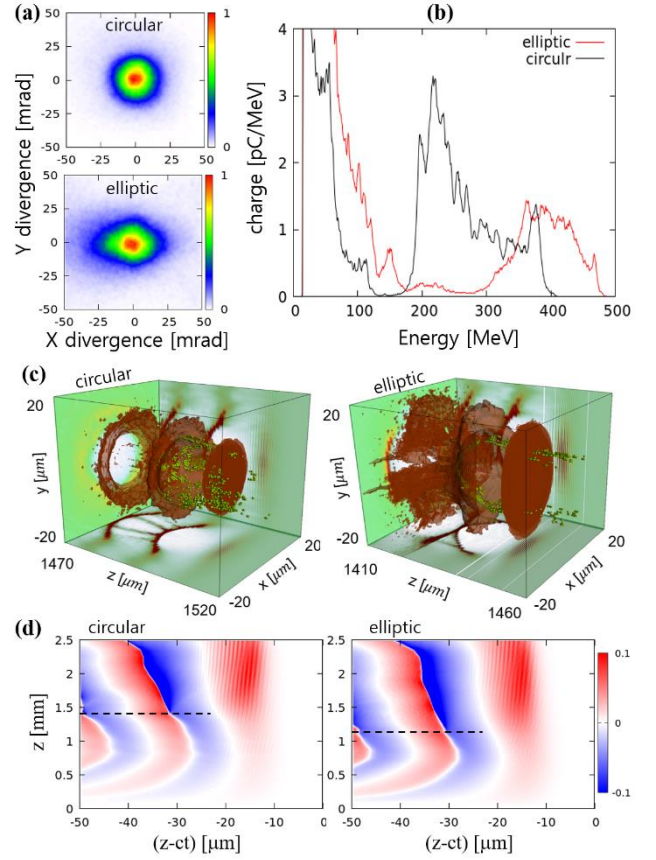 (a)
50
circular
1
25
0
-25
-50
0
-50 -25 0 25 50
50
elliptic
1
25
0
-25
-50
0
-50 -25 0 25 50
Y divergence [mrad]
X divergence [mrad]
(b)
4
3
2
1
0
charge [pC/MeV]
elliptic
circulr
100 200 300 400 500
Energy [MeV]
(c)
circular
20
y [μm]
-20
1470
z [μm]
1520
-20
x [μm]
20
elliptic
20
y [μm]
-20
1410
z [μm]
1460
-20
x [μm]
20
(d)
circular
2.5
2
1.5
1
0.5
0
z [mm]
-50 -40 -30 -20 -10 0
(z-ct) [μm]
elliptic
2.5
2
1.5
1
0.5
0
-50 -40 -30 -20 -10 0
(z-ct) [μm]
0.1
0
-0.1